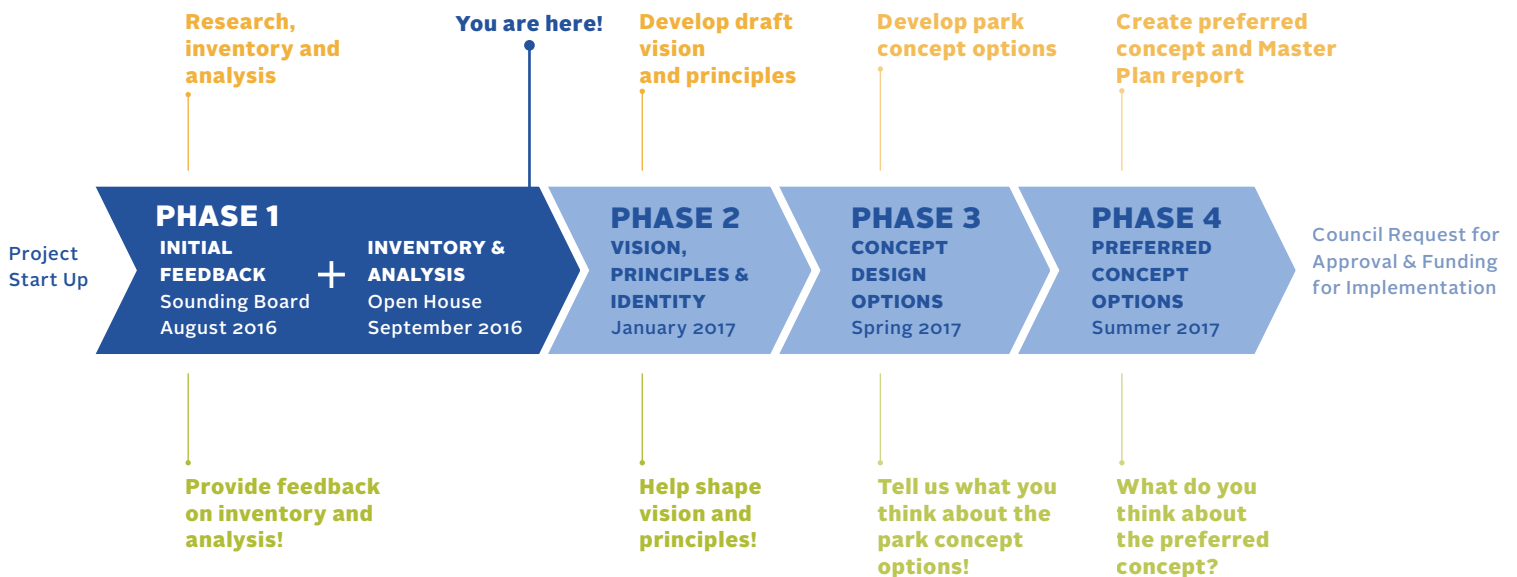 Research,
inventory and
analysis
You are here!
Develop draft
vision
and principles
Develop park
concept options
Create preferred
concept and Master
Plan report
Project
Start Up
PHASE 1
INITIAL
FEEDBACK
Sounding Board
August 2016
+
INVENTORY &
ANALYSIS
Open House
September 2016
PHASE 2
VISION,
PRINCIPLES &
IDENTITY
January 2017
PHASE 3
CONCEPT
DESIGN
OPTIONS
Spring 2017
PHASE 4
PREFERRED
CONCEPT
OPTIONS
Summer 2017
Council Request for
Approval & Funding
for Implementation
Provide feedback
on inventory and
analysis!
Help shape
vision and
principles!
Tell us what you
think about the
park concept
options!
What do you
think about
the preferred
concept?